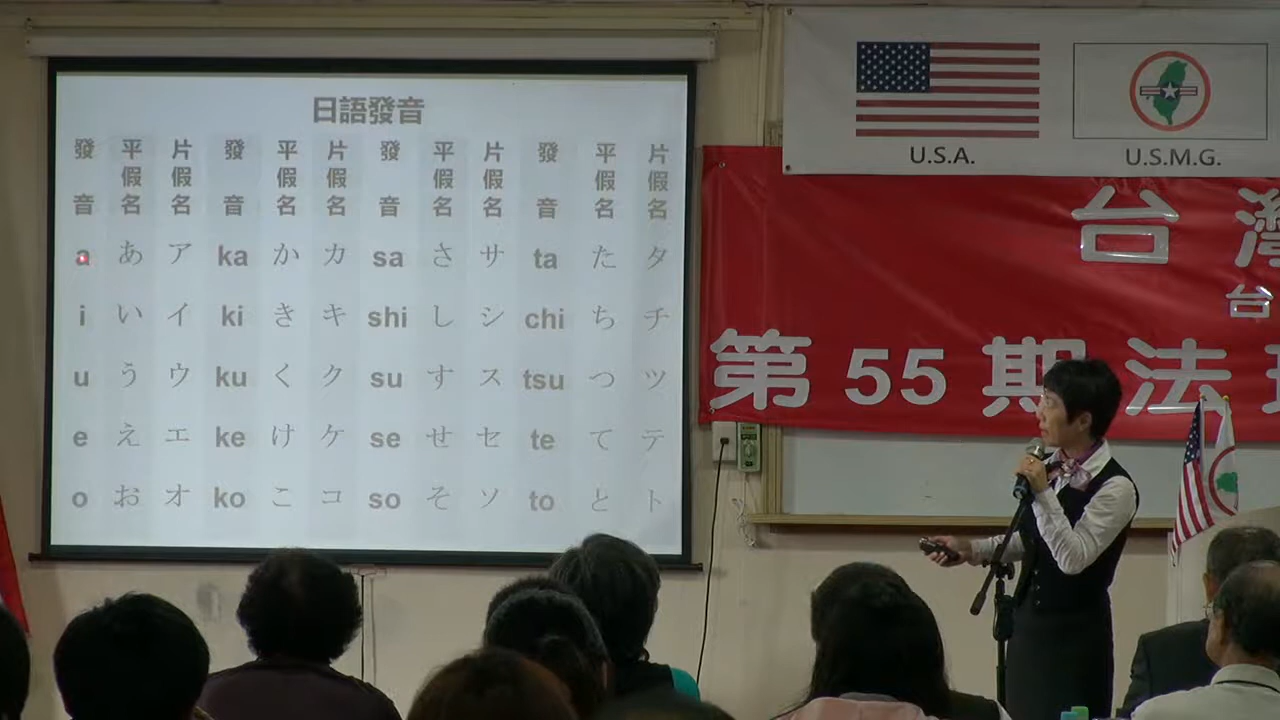 日語發音
發音 平假名 片假名 發音 平假名 片假名 發音 平假名 片假名 發音 平假名 片假名
a あ ア ka か カ sa さ サ ta た タ
i い イ ki き キ shi し シ chi ち チ
u う ウ ku く ク su す ス tsu つ ツ
e え エ ke け ケ se せ セ te て テ
o お オ ko こ コ so そ ソ to と ト
U.S.A. U.S.M.G.
台灣
台
第55期法